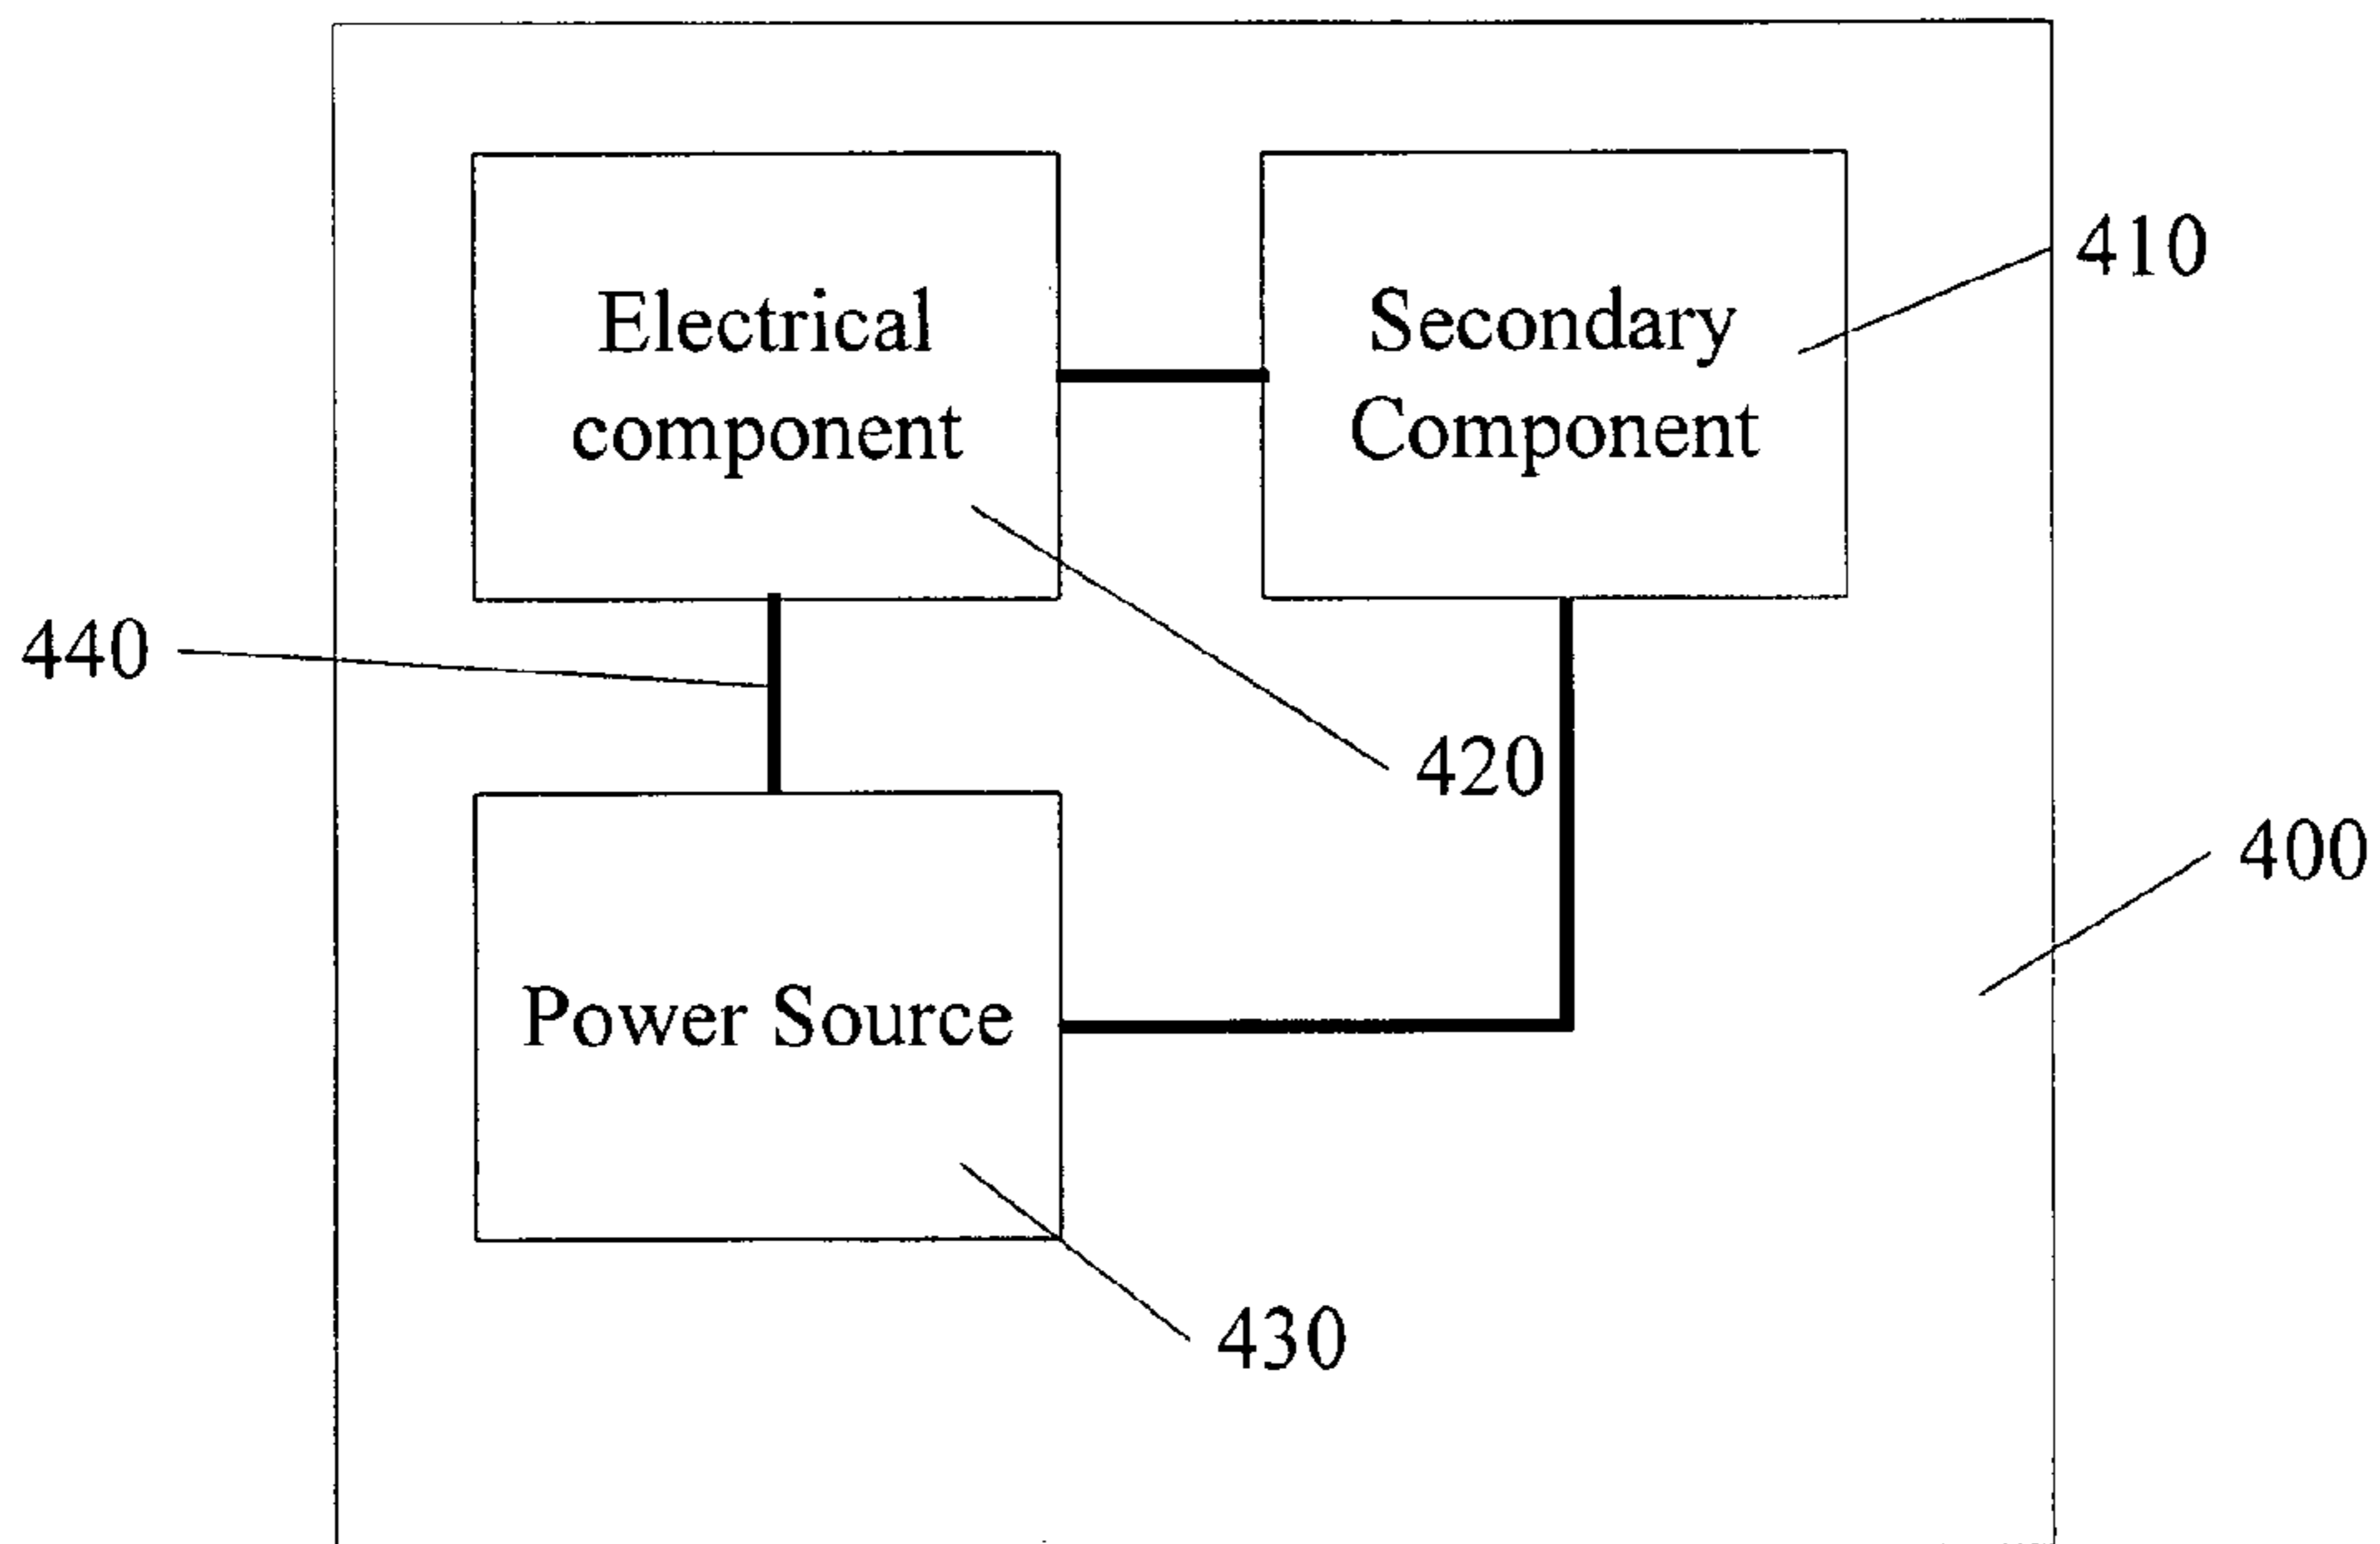 Electrical
component
Secondary
Component
410
440
420
400
Power Source
430